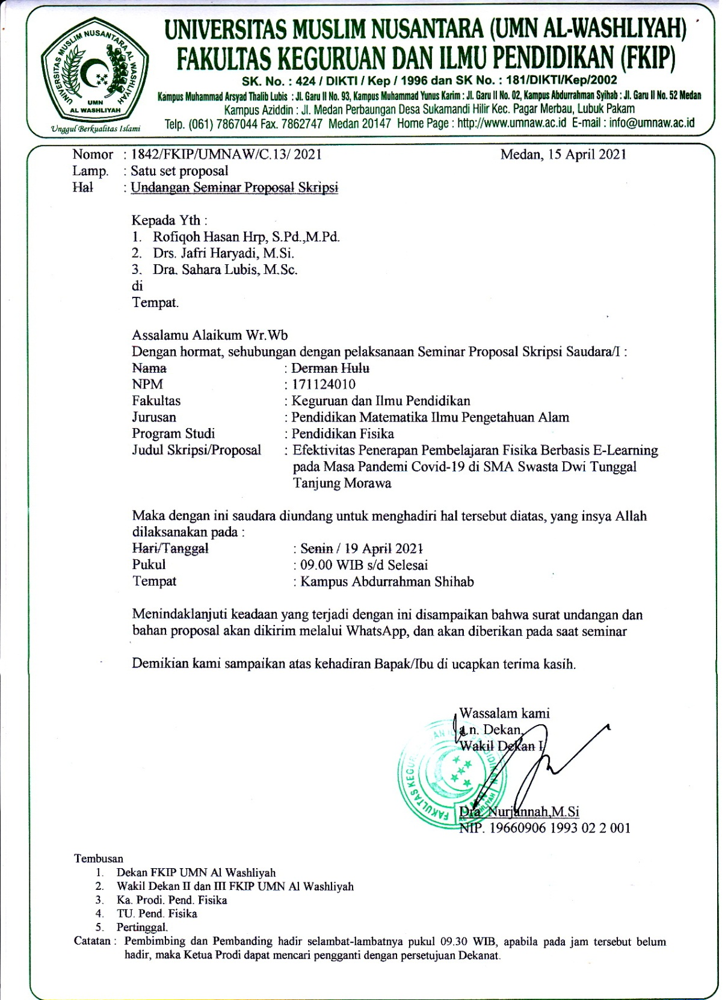 UNIVERSITAS MUSLIM NUSANTARA AL WASHLIYAH
UMN
AL WASHLIYAH
Unggul Berkualitas Islami
UNIVERSITAS MUSLIM NUSANTARA (UMN AL-WASHLIYAH)
FAKULTAS KEGURUAN DAN ILMU PENDIDIKAN (FKIP)
SK. No. : 424 / DIKTI / Kep / 1996 dan SK No. : 181/DIKTI/Kep/2002
Kampus Muhammad Arsyad Thalib Lubis : Jl. Garu II No. 93, Kampus Muhammad Yunus Karim : Jl. Garu II No. 02, Kampus Abdurrahman Syihab : Jl. Garu II No. 52 Medan
Kampus Aziddin : Jl. Medan Perbaungan Desa Sukamandi Hilir Kec. Pagar Merbau, Lubuk Pakam
Telp. (061) 7867044 Fax. 7862747 Medan 20147 Home Page : http://www.umnaw.ac.id E-mail : info@umnaw.ac.id
Nomor : 1842/FKIP/UMNAW/C.13/ 2021 Medan, 15 April 2021
Lamp. : Satu set proposal
Hal : Undangan Seminar Proposal Skripsi
Kepada Yth :
1. Rofiqoh Hasan Hrp, S.Pd.,M.Pd.
2. Drs. Jafri Haryadi, M.Si.
3. Dra. Sahara Lubis, M.Sc.
di
Tempat.
Assalamu Alaikum Wr.Wb
Dengan hormat, sehubungan dengan pelaksanaan Seminar Proposal Skripsi Saudara/I :
Nama : Derman Hulu
NPM : 171124010
Fakultas : Keguruan dan Ilmu Pendidikan
Jurusan : Pendidikan Matematika Ilmu Pengetahuan Alam
Program Studi : Pendidikan Fisika
Judul Skripsi/Proposal : Efektivitas Penerapan Pembelajaran Fisika Berbasis E-Learning
pada Masa Pandemi Covid-19 di SMA Swasta Dwi Tunggal
Tanjung Morawa
Maka dengan ini saudara diundang untuk menghadiri hal tersebut diatas, yang insya Allah
dilaksanakan pada :
Hari/Tanggal : Senin / 19 April 2021
Pukul : 09.00 WIB s/d Selesai
Tempat : Kampus Abdurrahman Shihab
Menindaklanjuti keadaan yang terjadi dengan ini disampaikan bahwa surat undangan dan
bahan proposal akan dikirim melalui WhatsApp, dan akan diberikan pada saat seminar
Demikian kami sampaikan atas kehadiran Bapak/Ibu di ucapkan terima kasih.
Wassalam kami
a.n. Dekan,
Wakil Dekan I
FAKULTAS KEGURUAN
Dra. Nurjannah,M.Si
NIP. 19660906 1993 02 2 001
Tembusan
1. Dekan FKIP UMN Al Washliyah
2. Wakil Dekan II dan III FKIP UMN Al Washliyah
3. Ka. Prodi. Pend. Fisika
4. TU. Pend. Fisika
5. Pertinggal.
Catatan : Pembimbing dan Pembanding hadir selambat-lambatnya pukul 09.30 WIB, apabila pada jam tersebut belum
hadir, maka Ketua Prodi dapat mencari pengganti dengan persetujuan Dekanat.